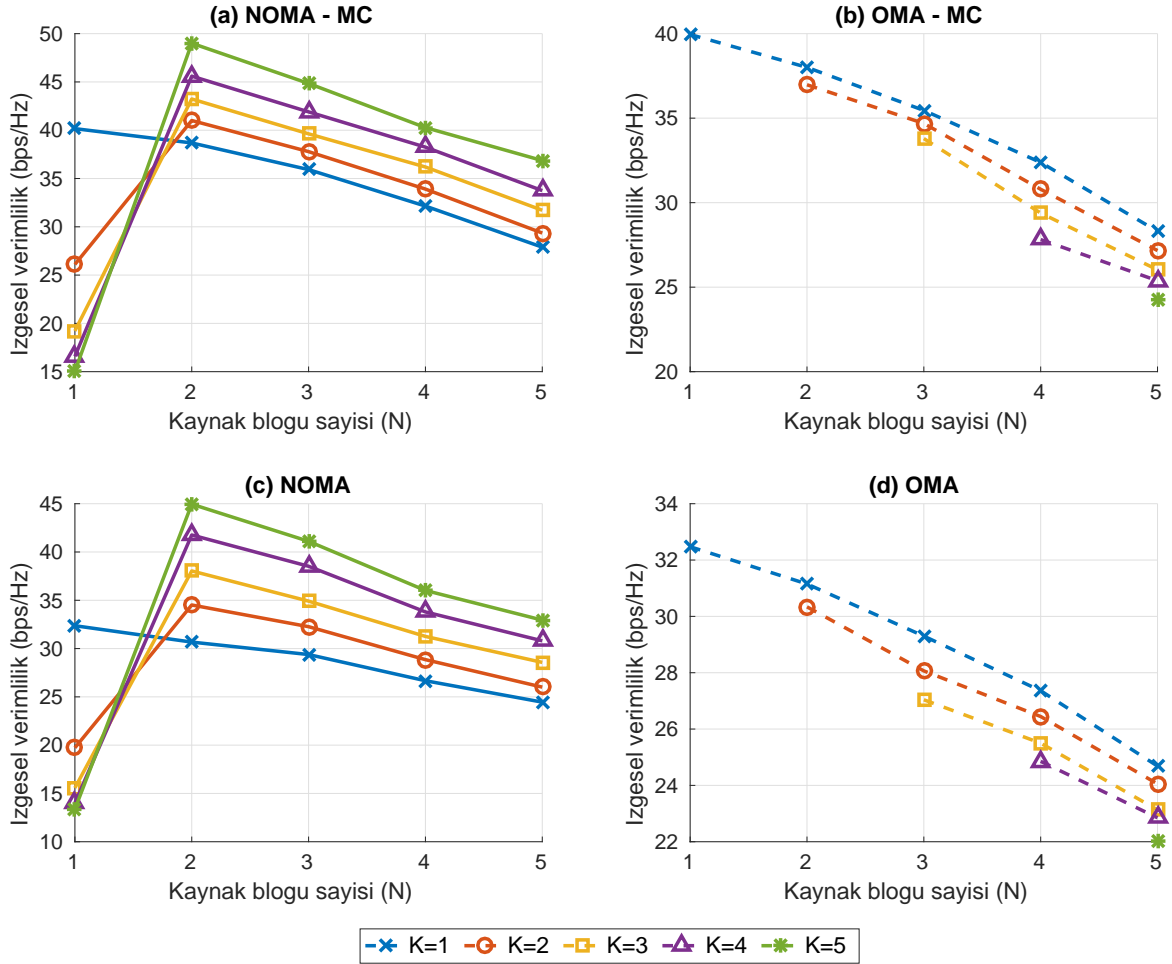 (a) NOMA - MC
50
45
40
35
30
25
20
15
Izgesel verimlilik (bps/Hz)
1 2 3 4 5
Kaynak blogu sayisi (N)
(b) OMA - MC
40
35
30
25
20
Izgesel verimlilik (bps/Hz)
1 2 3 4 5
Kaynak blogu sayisi (N)
(c) NOMA
45
40
35
30
25
20
15
10
Izgesel verimlilik (bps/Hz)
1 2 3 4 5
Kaynak blogu sayisi (N)
(d) OMA
34
32
30
28
26
24
22
Izgesel verimlilik (bps/Hz)
1 2 3 4 5
Kaynak blogu sayisi (N)
K=1 K=2 K=3 K=4 K=5